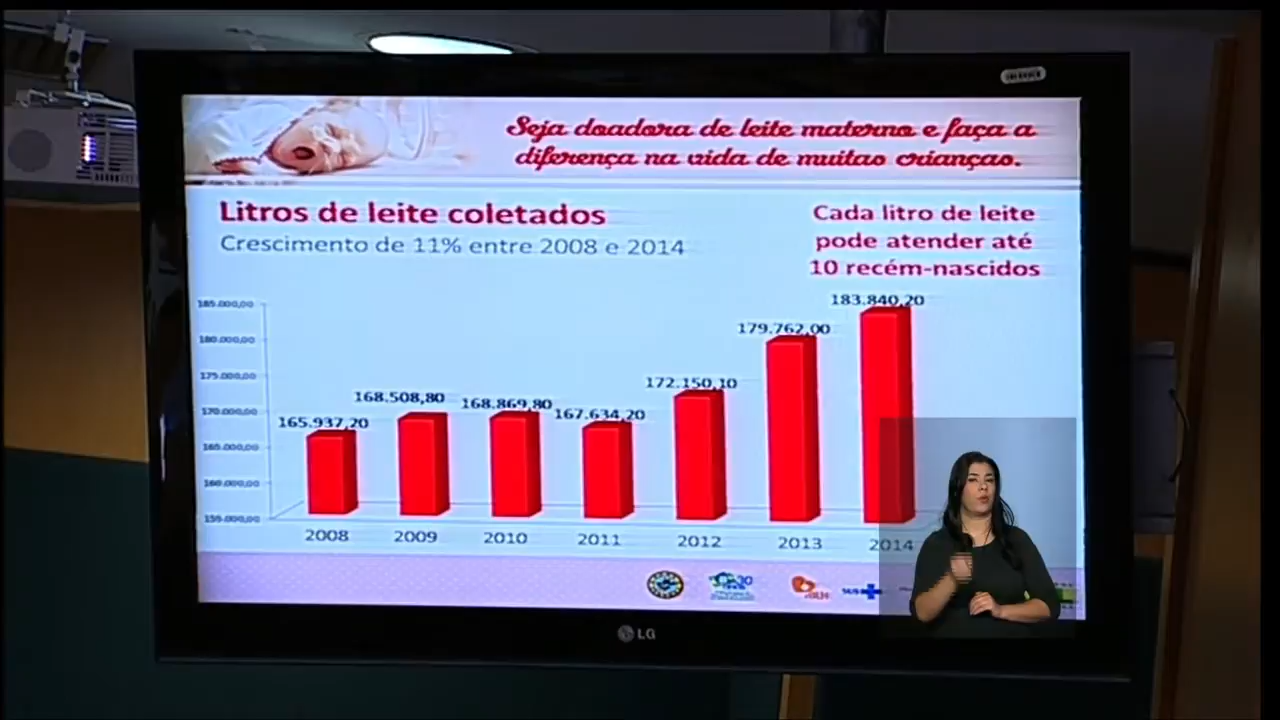 Seja doadora de leite materno e faça a
diferença na vida de muitas crianças.
Litros de leite coletados
Crescimento de 11% entre 2008 e 2014
Cada litro de leite
pode atender até
10 recém-nascidos
185.000,00
180.000,00
175.000,00
170.000,00
165.000,00
160.000,00
155.000,00
165.937,20
168.508,80
168.869,80
167.634,20
172.150,10
179.762,00
183.840,20
2008 2009 2010 2011 2012 2013 2014
SUS
LG